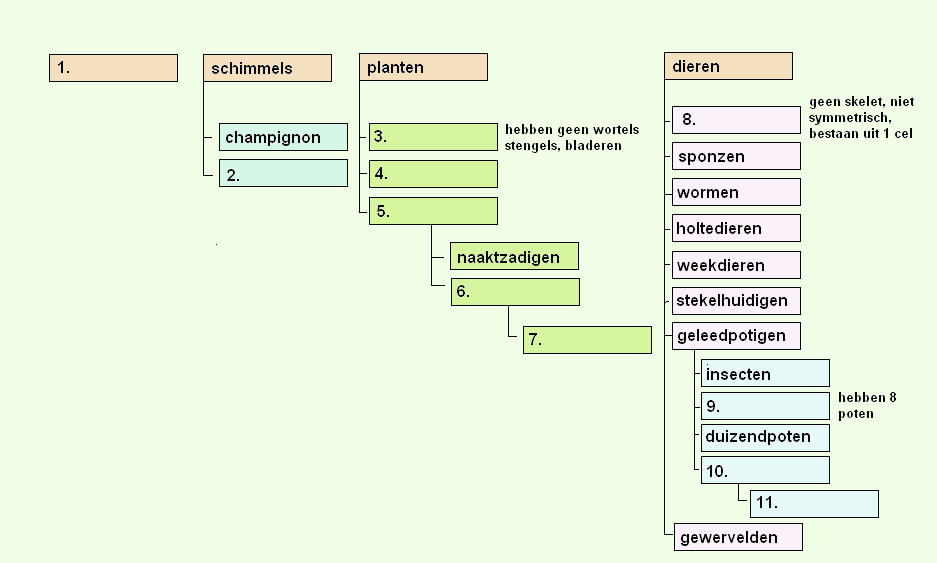 1.
schimmels
champignon
2.
planten
3.
hebben geen wortels
stengels, bladeren
4.
5.
naaktzadigen
6.
7.
dieren
8.
geen skelet, niet
symmetrisch,
bestaan uit 1 cel
sponzen
wormen
holtedieren
weekdieren
stekelhuidigen
geleedpotigen
insecten
9.
hebben 8
poten
duizendpoten
10.
11.
gewervelden